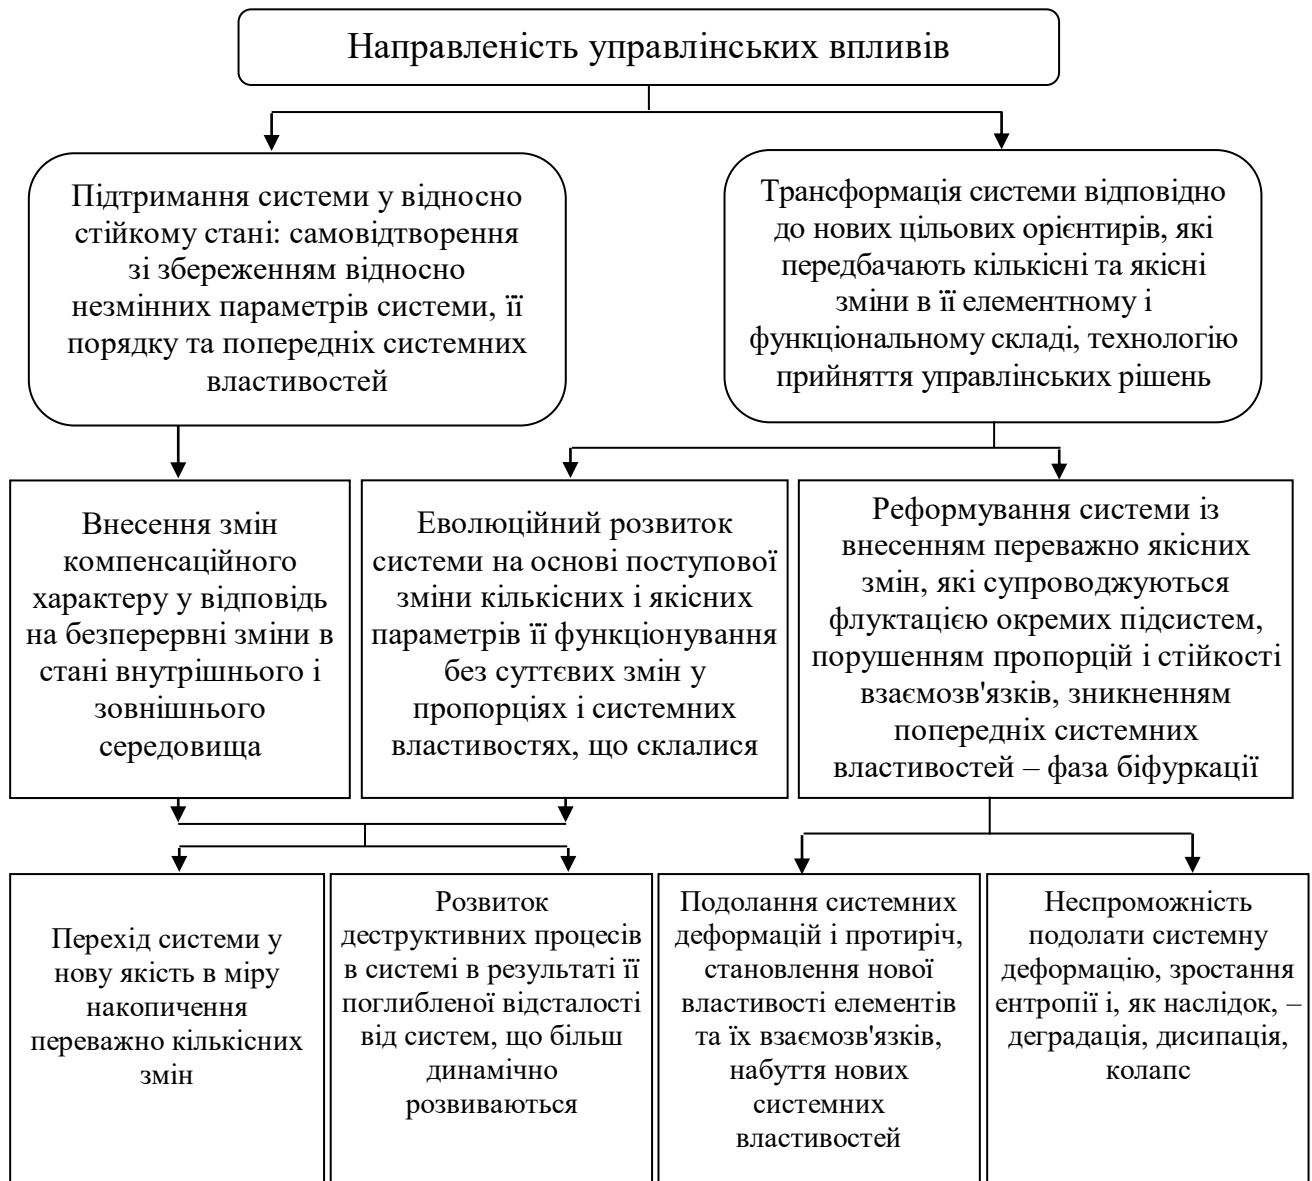 Направленість управлінських впливів
Підтримання системи у відносно
стійкому стані: самовідтворення
зі збереженням відносно
незмінних параметрів системи, її
порядку та попередніх системних
властивостей
Трансформація системи відповідно
до нових цільових орієнтирів, які
передбачають кількісні та якісні
зміни в її елементному і
функціональному складі, технологію
прийняття управлінських рішень
Внесення змін
компенсаційного
характеру у відповідь
на безперервні зміни в
стані внутрішнього і
зовнішнього
середовища
Еволюційний розвиток
системи на основі поступової
зміни кількісних і якісних
параметрів її функціонування
без суттєвих змін у
пропорціях і системних
властивостях, що склалися
Реформування системи із
внесенням переважно якісних
змін, які супроводжуються
флуктацією окремих підсистем,
порушенням пропорцій і стійкості
взаємозв'язків, зникненням
попередніх системних
властивостей – фаза біфуркації
Перехід системи у
нову якість в міру
накопичення
переважно кількісних
змін
Розвиток
деструктивних процесів
в системі в результаті її
поглибленої відсталості
від систем, що більш
динамічно
розвиваються
Подолання системних
деформацій і протиріч,
становлення нової
властивості елементів
та їх взаємозв'язків,
набуття нових
системних
властивостей
Неспроможність
подолати системну
деформацію, зростання
ентропії і, як наслідок, –
деградація, дисипація,
колапс